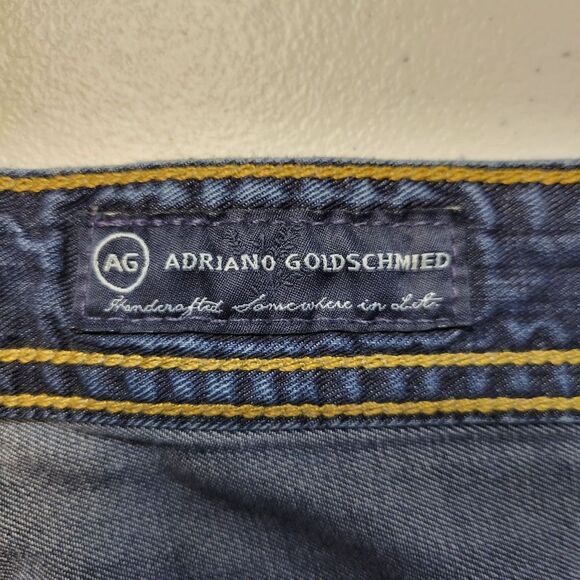 AG ADRIANO GOLDSCHMIED
Handcrafted Somewhere in L.A.